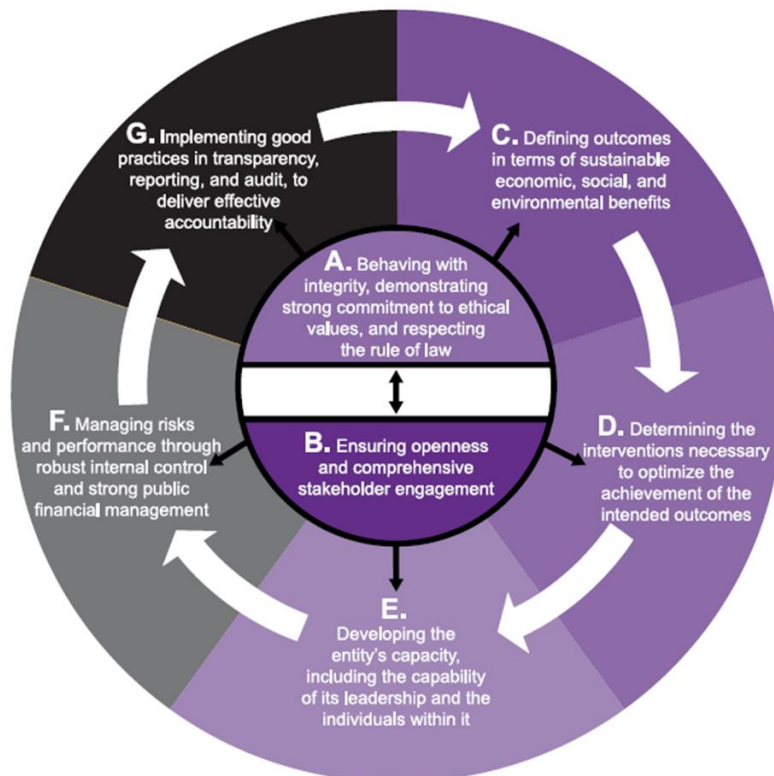 G. Implementing good
practices in transparency,
reporting, and audit, to
deliver effective
accountability
C. Defining outcomes
in terms of sustainable
economic, social, and
environmental benefits
A. Behaving with
integrity, demonstrating
strong commitment to ethical
values, and respecting
the rule of law
B. Ensuring openness
and comprehensive
stakeholder engagement
D. Determining the
interventions necessary
to optimize the
achievement of the
intended outcomes
E.
Developing the
entity's capacity,
including the capability
of its leadership and the
individuals within it
F. Managing risks
and performance through
robust internal control
and strong public
financial management